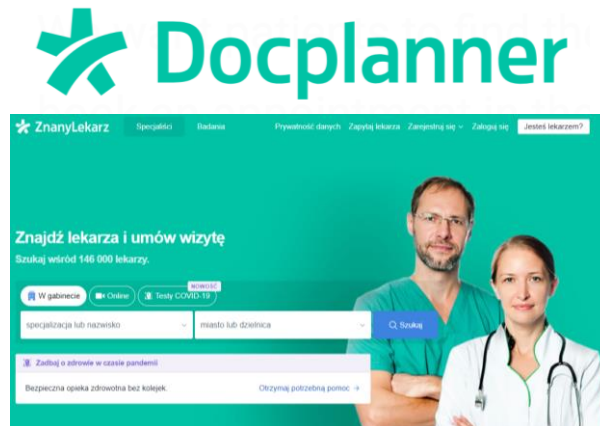 Docplanner
ZnanyLekarz Specjaliści Badania Prywatność danych Zapytaj lekarza Zarejestruj się Zaloguj się Jesteś lekarzem?
Znajdź lekarza i umów wizytę
Szukaj wśród 146 000 lekarzy.
NOWOŚĆ
W gabinecie Online Testy COVID-19
specjalizacja lub nazwisko miasto lub dzielnica Szukaj
Zadbaj o zdrowie w czasie pandemii
Bezpieczna opieka zdrowotna bez kolejek. Otrzymaj potrzebną pomoc →